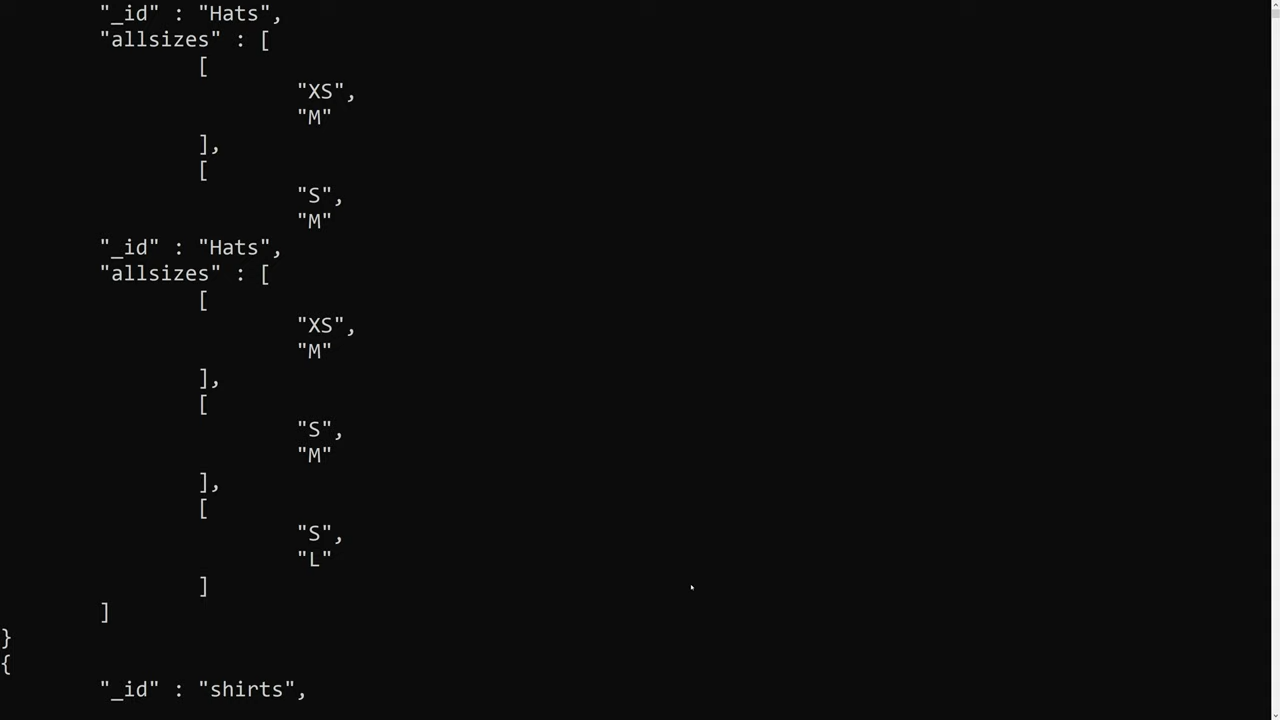 "_id" : "Hats",
"allsizes" : [
[
"XS",
"M"
],
[
"S",
"M"
"_id" : "Hats",
"allsizes" : [
[
"XS",
"M"
],
[
"S",
"M"
],
[
"S",
"L"
]
]
}
{
"_id" : "shirts",